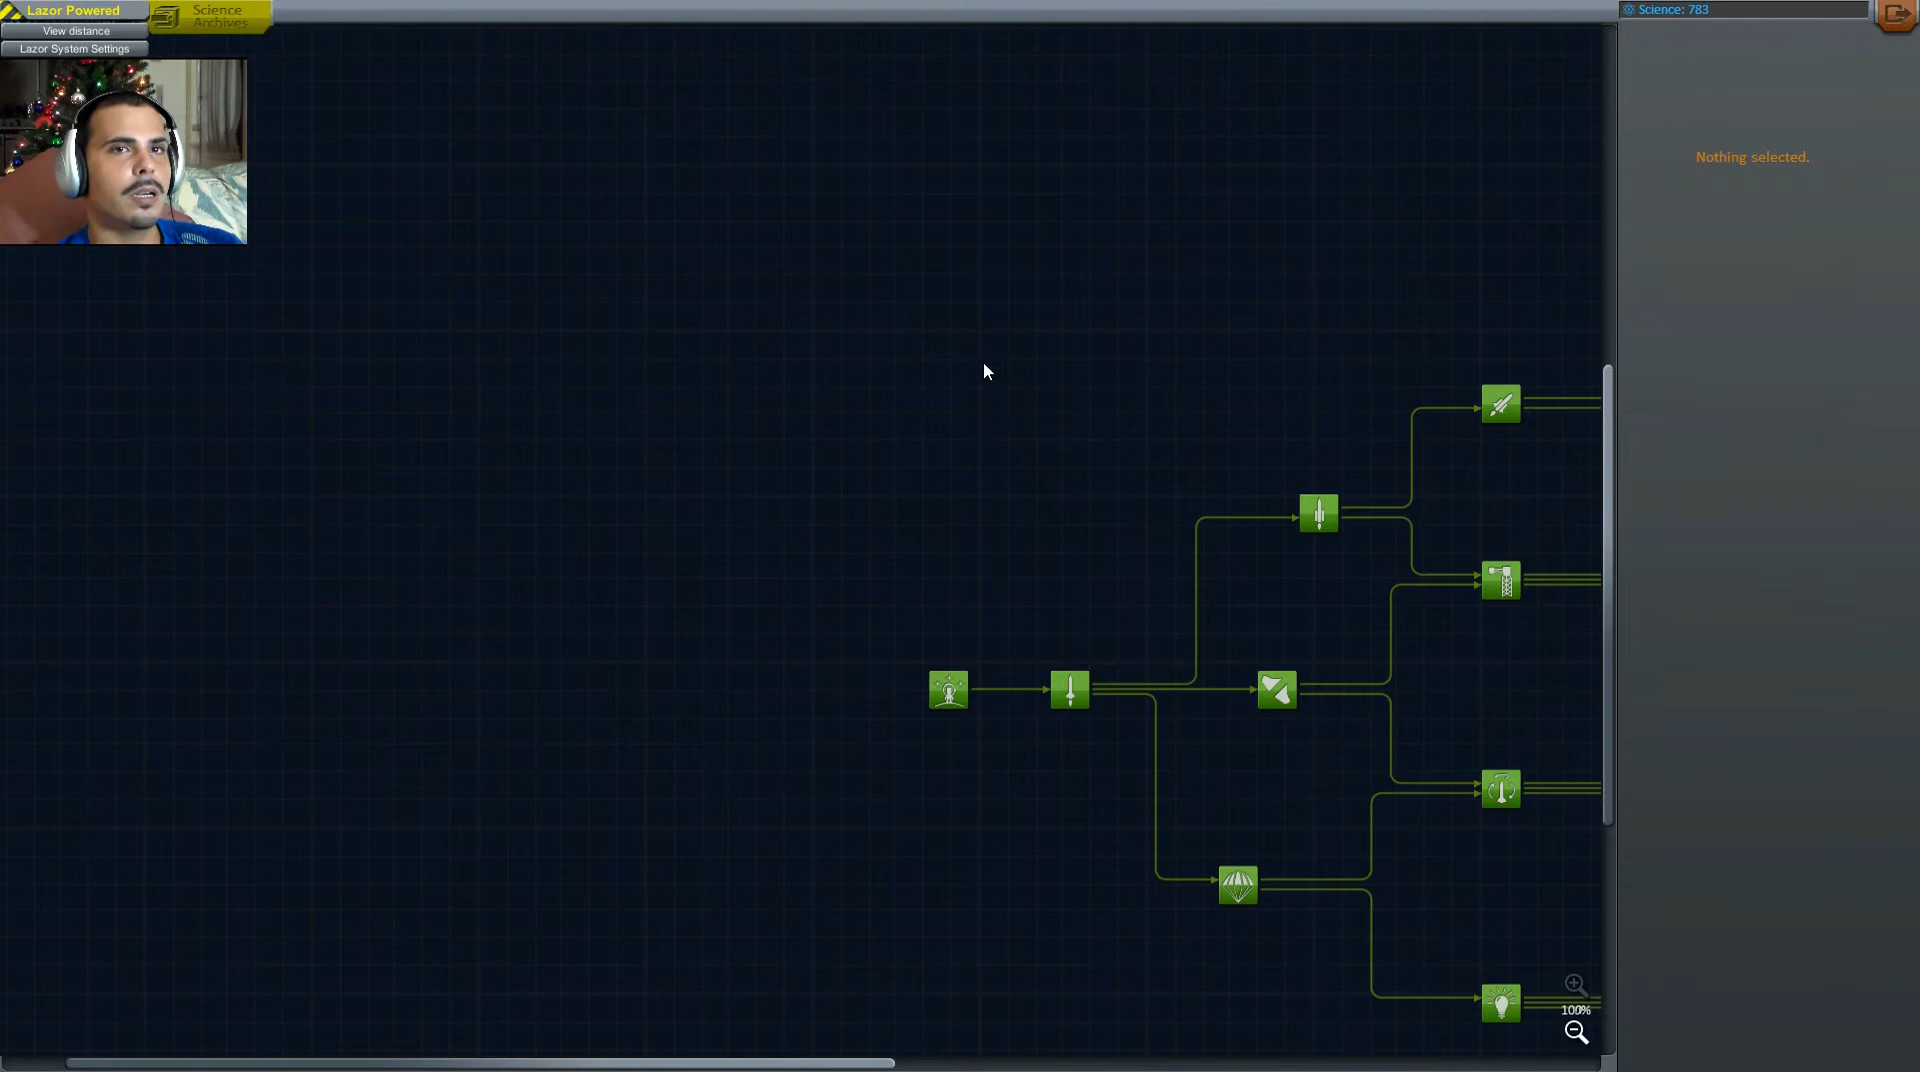 Lazor Powered
Science
Archives
Science: 783
View distance
Lazor System Settings
Nothing selected.
100%